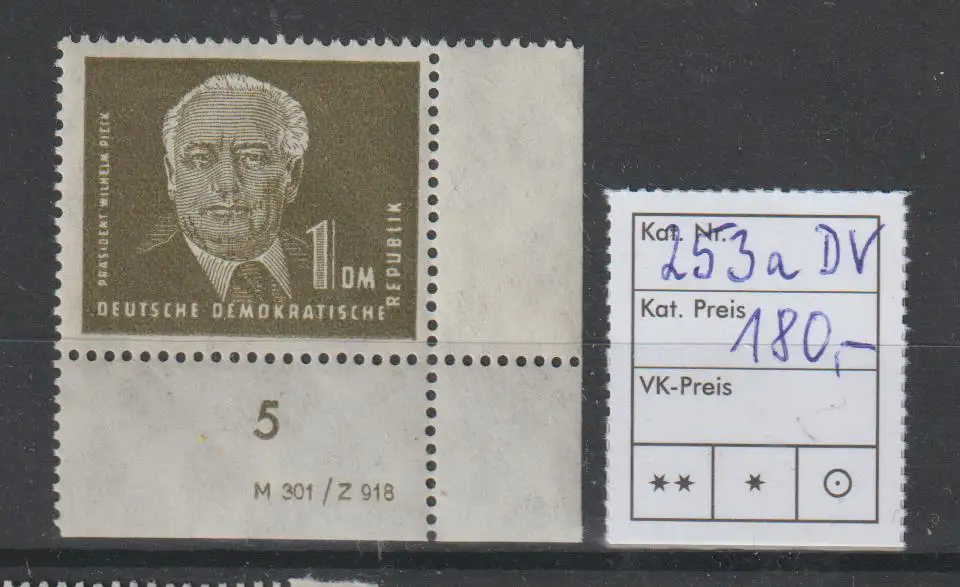 PRÄSIDENT WILHELM PIECK
1 DM
REPUBLIK
DEUTSCHE DEMOKRATISCHE
5
M 301 / Z 918
Kat. Nr.
253a DV
Kat. Preis
180,-
VK-Preis